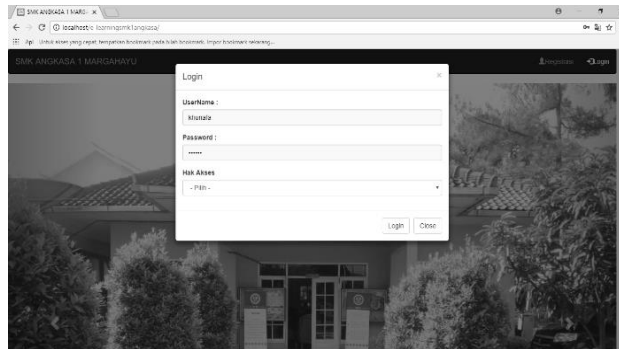 SMK ANGKASA 1 MARG
localhost/e-learningsmk1angkasa/
Untuk akses yang cepat, tempatkan bookmark pada bilah bookmark. Impor bookmark sekarang...
SMK ANGKASA 1 MARGAHAYU
Registrasi Login
Login ×
UserName :
Password :
••••••
Hak Akses
- Pilih -
Login Close